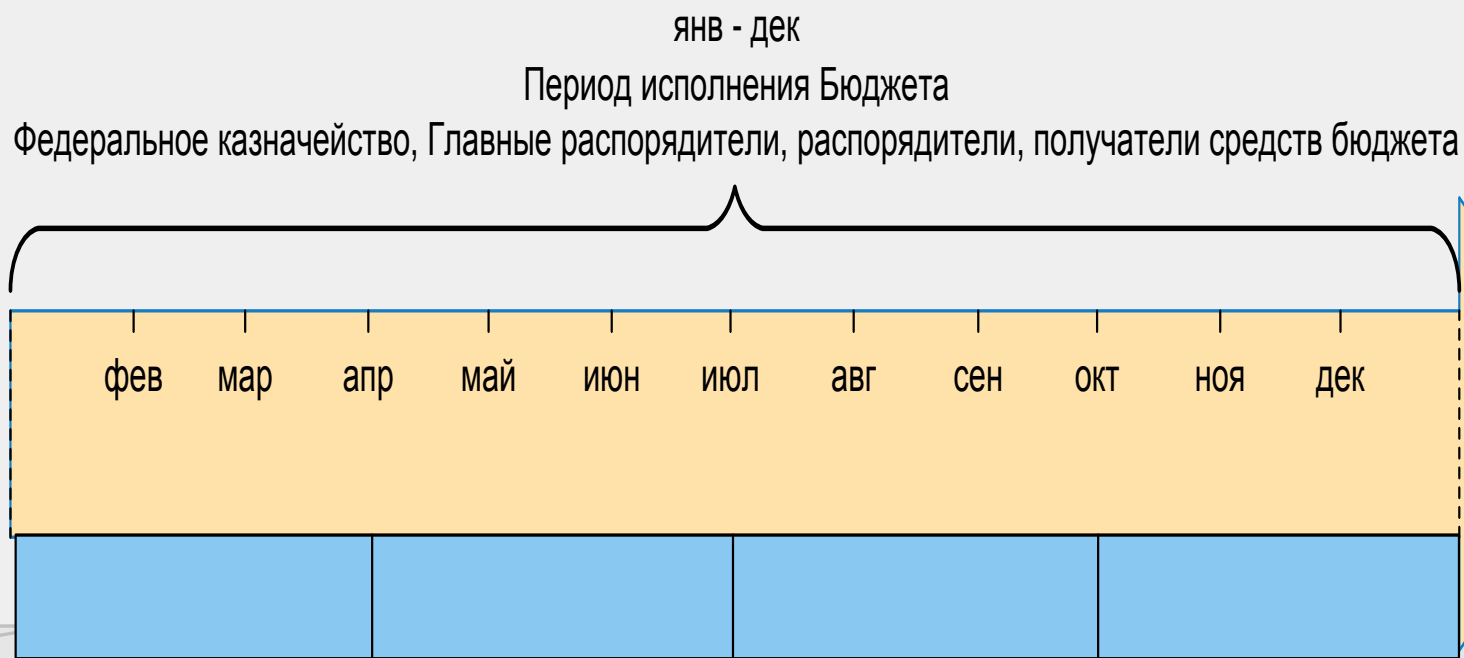 янв - дек
Период исполнения Бюджета
Федеральное казначейство, Главные распорядители, распорядители, получатели средств бюджета
фев мар апр май июн июл авг сен окт ноя дек